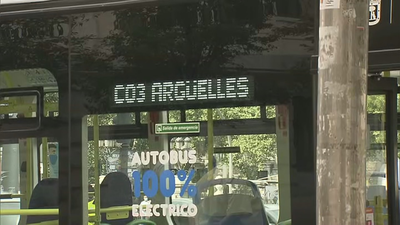 C03 ARGUELLES
Salida de emergencia
AUTOBUS
100%
ELÉCTRICO